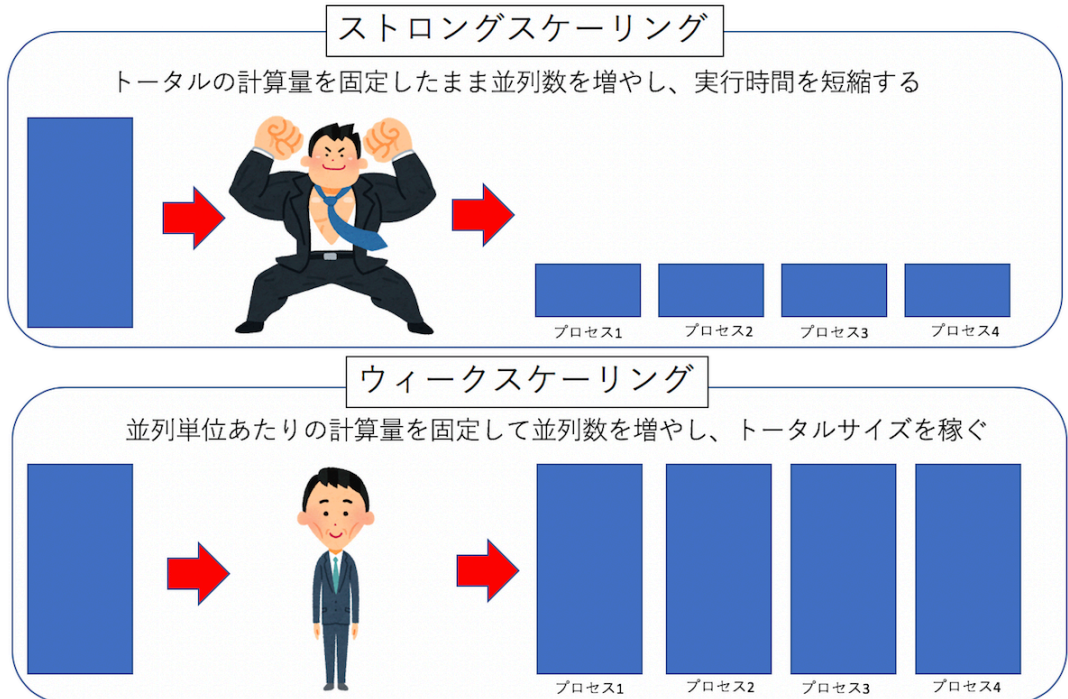 ストロングスケーリング
トータルの計算量を固定したまま並列数を増やし、実行時間を短縮する
プロセス1
プロセス2
プロセス3
プロセス4
ウィークスケーリング
並列単位あたりの計算量を固定して並列数を増やし、トータルサイズを稼ぐ
プロセス1
プロセス2
プロセス3
プロセス4